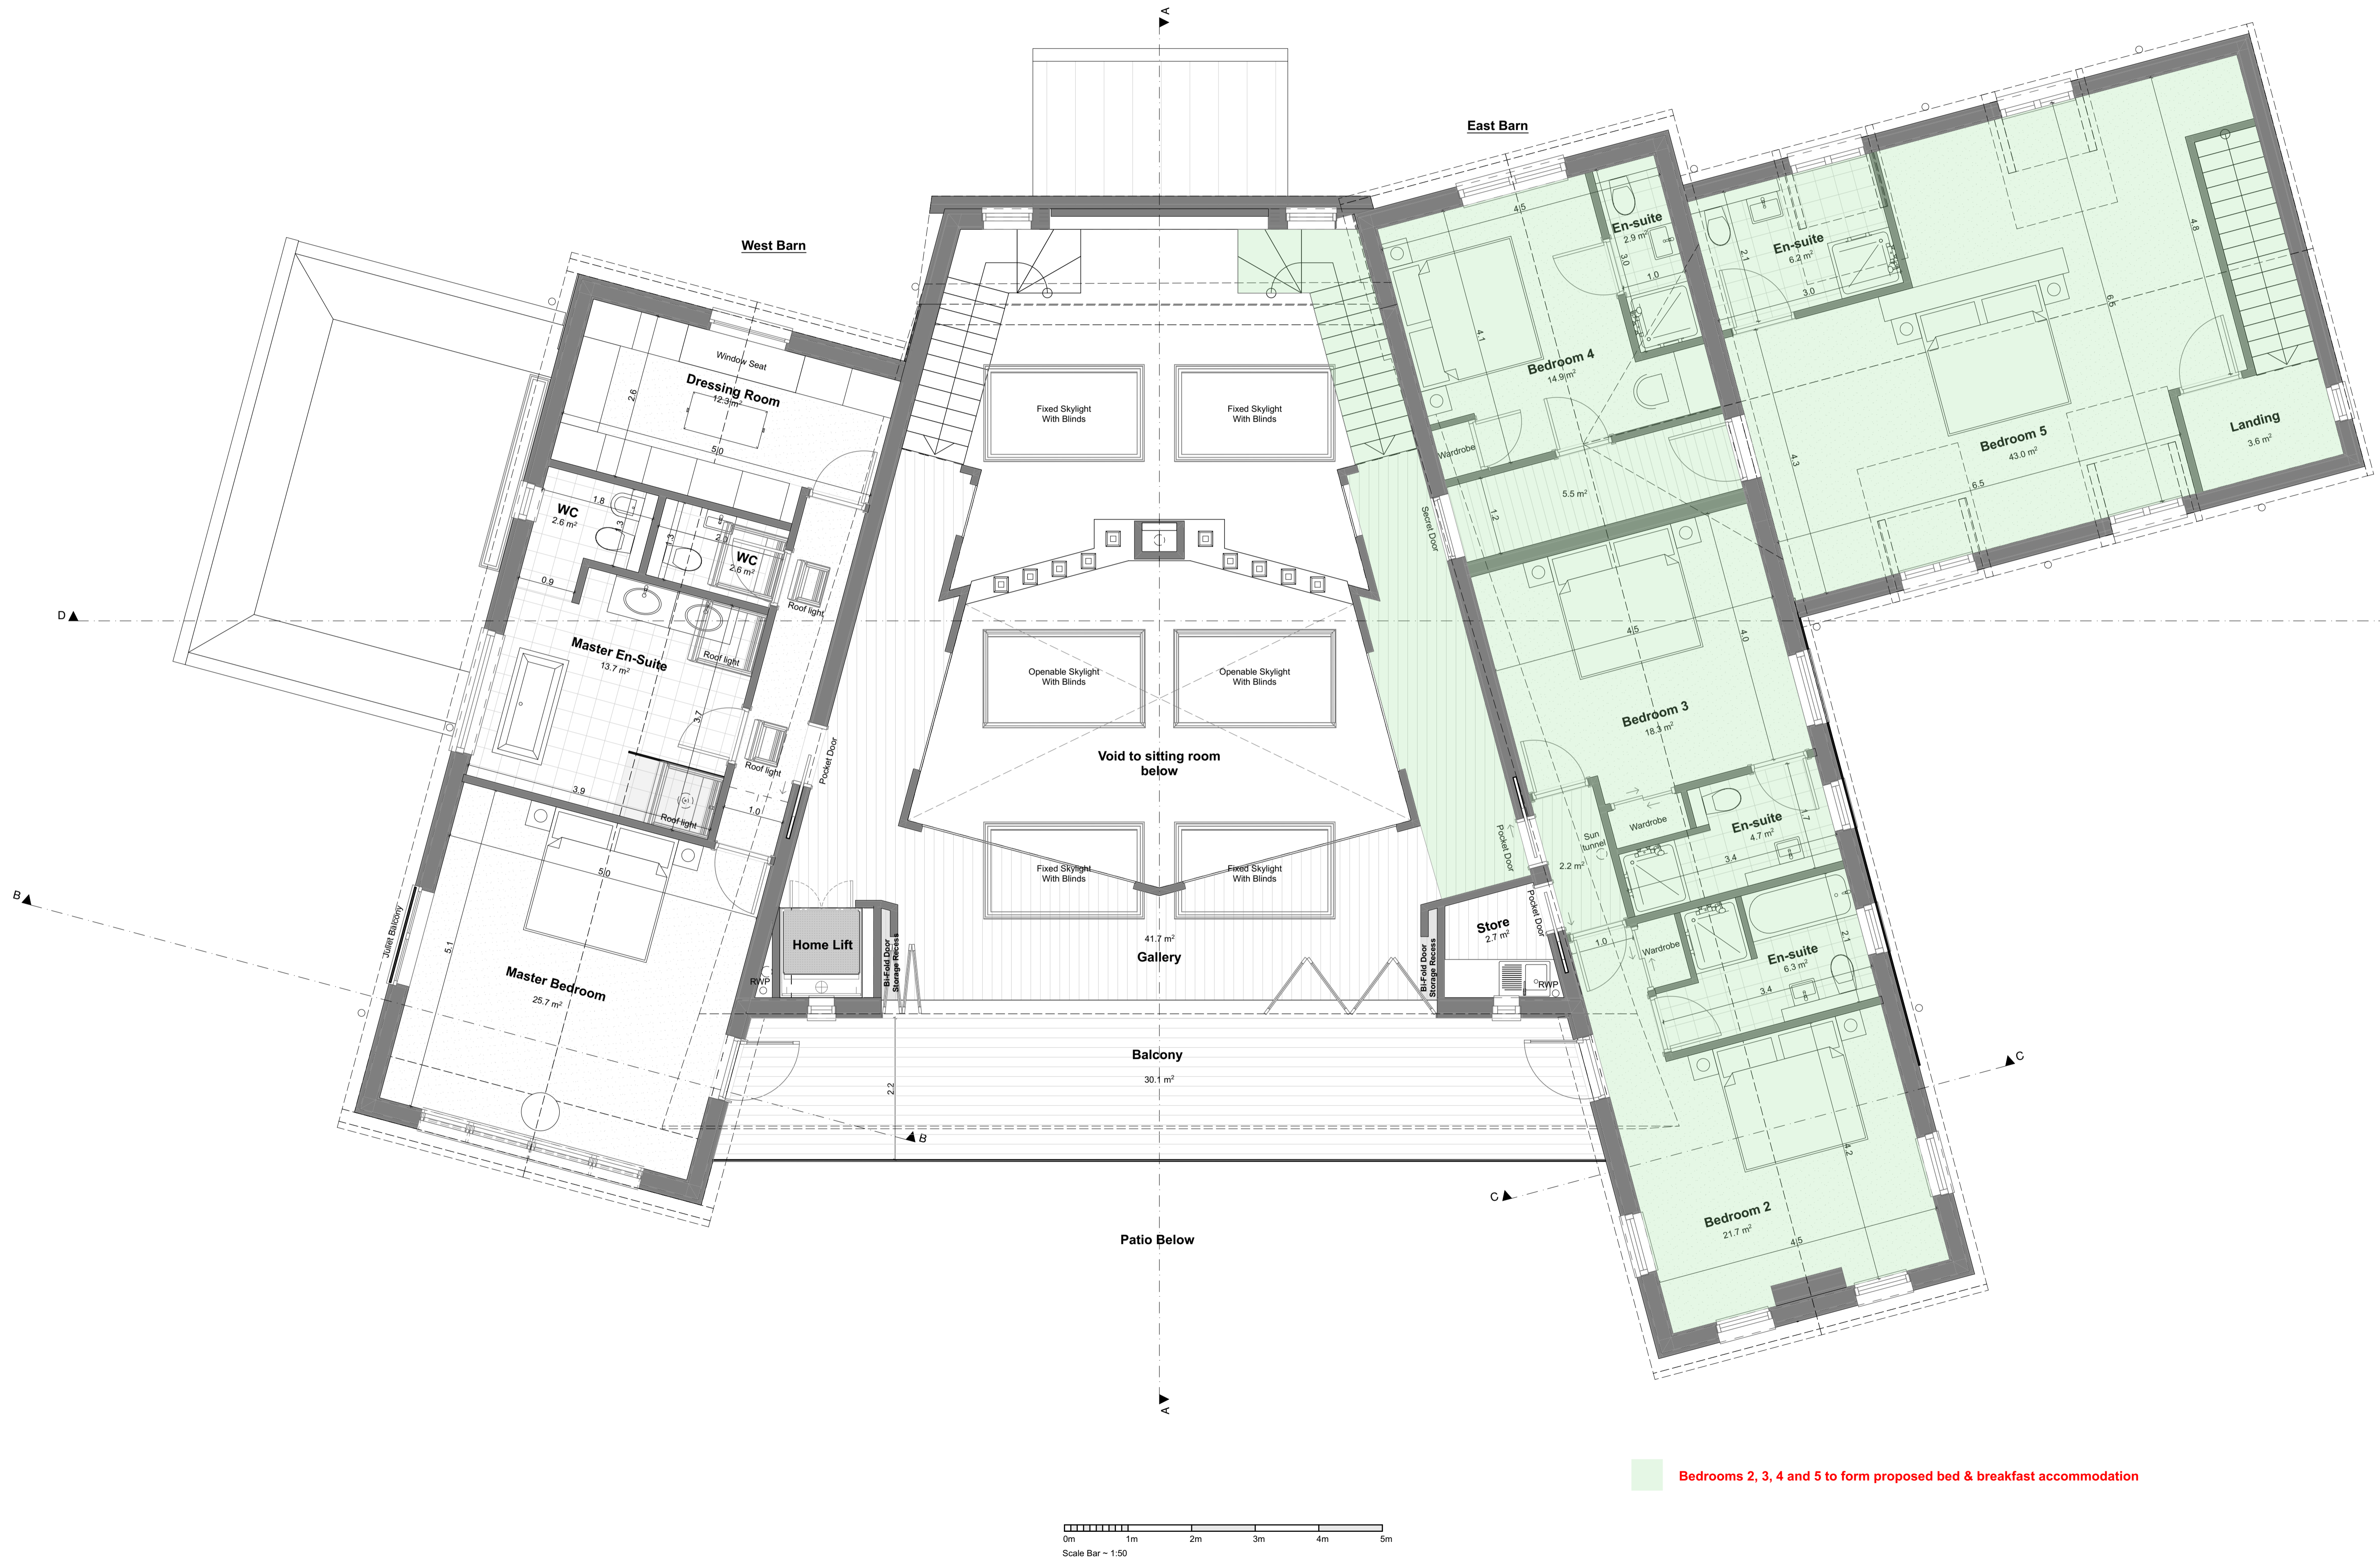 A
East Barn
West Barn
4.5
En-suite
2.9 m²
3.0
1.0
2.1
En-suite
6.2 m²
3.0
4.8
6.5
Window Seat
Dressing Room
12.3 m²
2.6
5.0
Fixed Skylight
With Blinds
Fixed Skylight
With Blinds
4.1
Bedroom 4
14.9 m²
Wardrobe
5.5 m²
1.2
Secret Door
4.3
Bedroom 5
43.0 m²
6.5
Landing
3.6 m²
1.8
WC
2.6 m²
1.3
1.3
2.0
WC
2.6 m²
0.9
Roof light
D
Master En-Suite
13.7 m²
Roof light
3.7
Roof light
Pocket Door
3.9
Roof light
1.0
Openable Skylight
With Blinds
Openable Skylight
With Blinds
Void to sitting room
below
4.5
4.0
Bedroom 3
18.3 m²
Wardrobe
Sun
tunnel
2.2 m²
Pocket Door
En-suite
4.7 m²
1.7
3.4
Fixed Skylight
With Blinds
Fixed Skylight
With Blinds
B
Juliet Balcony
5.0
5.1
Master Bedroom
25.7 m²
Home Lift
RWP
Bi-Fold Door
Storage Recess
41.7 m²
Gallery
Bi-Fold Door
Storage Recess
Store
2.7 m²
RWP
Pocket Door
1.0
Wardrobe
En-suite
6.3 m²
2.1
3.4
Balcony
30.1 m²
2.2
B
C
C
4.2
Bedroom 2
21.7 m²
4.5
Patio Below
A
Bedrooms 2, 3, 4 and 5 to form proposed bed & breakfast accommodation
0m 1m 2m 3m 4m 5m
Scale Bar ~ 1:50